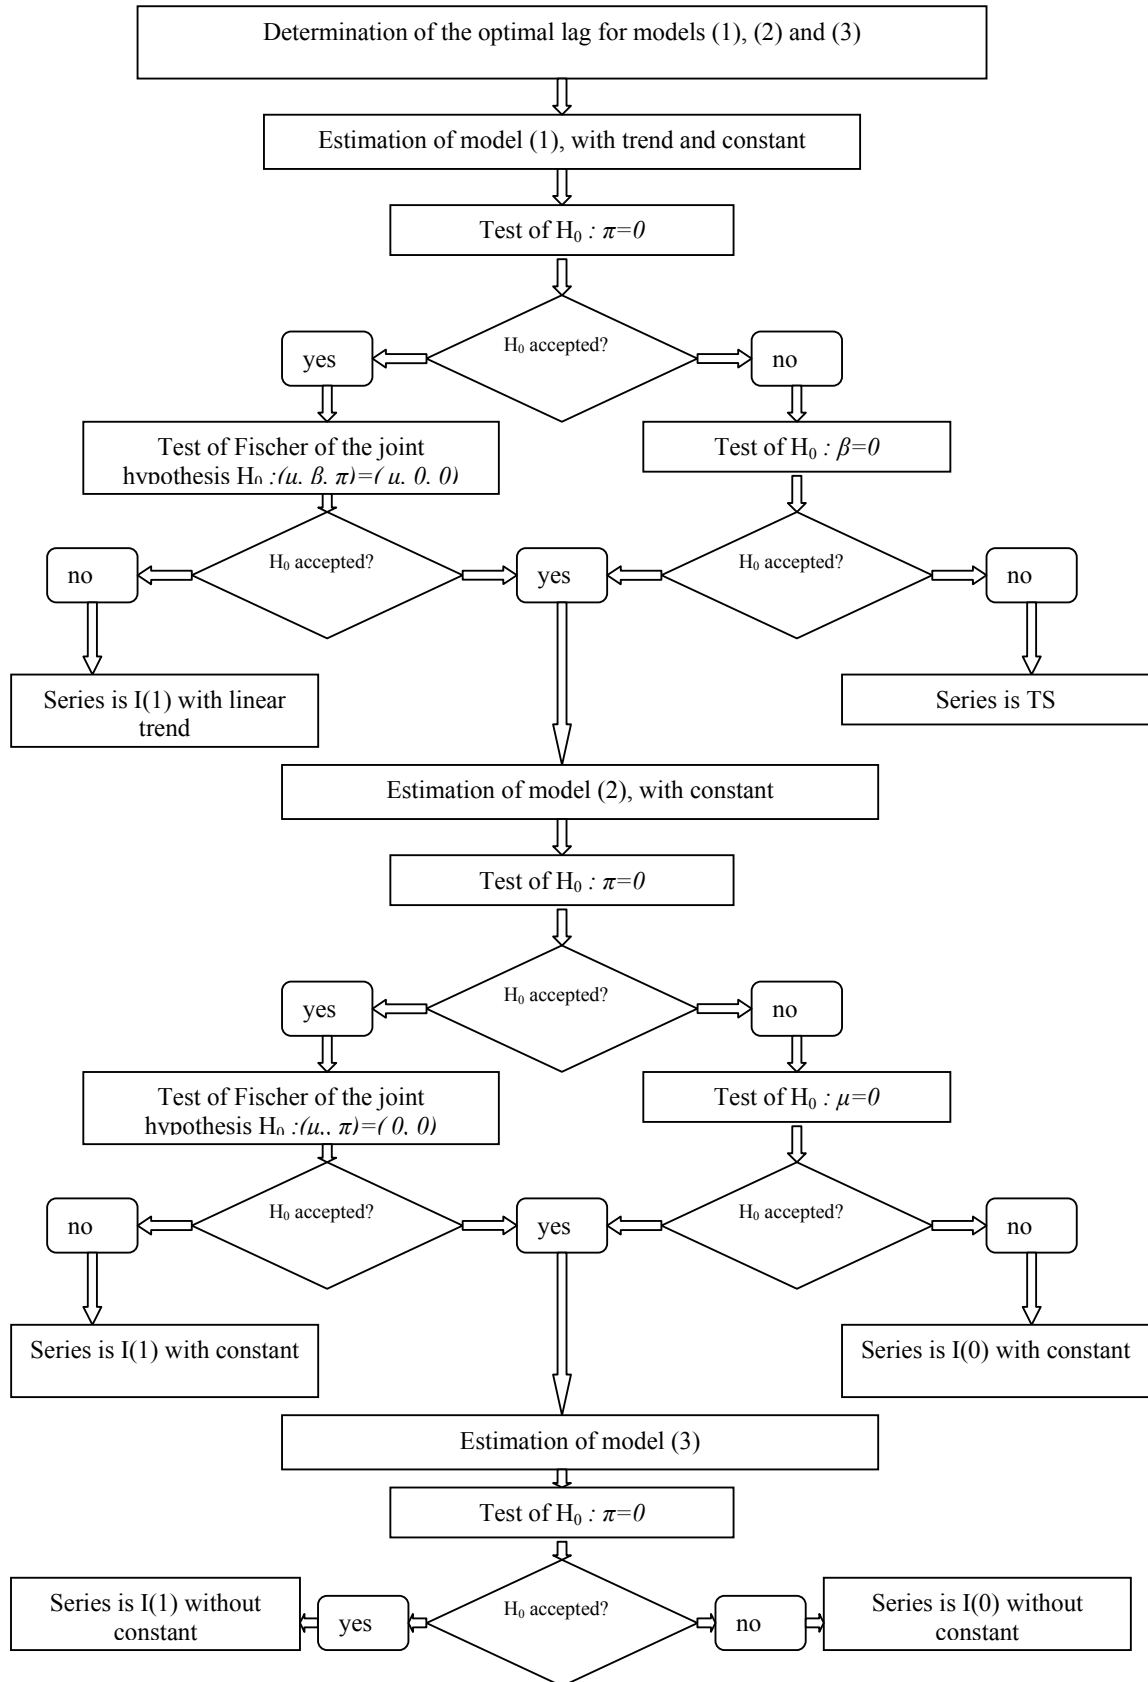 Determination of the optimal lag for models (1), (2) and (3)
Estimation of model (1), with trend and constant
Test of H₀ : π=0
H₀ accepted?
yes
no
Test of Fischer of the joint
hypothesis H₀ :(μ, β, π)=( μ, 0, 0)
Test of H₀ : β=0
H₀ accepted?
H₀ accepted?
no
yes
no
Series is I(1) with linear
trend
Series is TS
Estimation of model (2), with constant
Test of H₀ : π=0
H₀ accepted?
yes
no
Test of Fischer of the joint
hypothesis H₀ :(μ,, π)=( 0, 0)
Test of H₀ : μ=0
H₀ accepted?
H₀ accepted?
no
yes
no
Series is I(1) with constant
Series is I(0) with constant
Estimation of model (3)
Test of H₀ : π=0
H₀ accepted?
Series is I(1) without
constant
yes
no
Series is I(0) without
constant